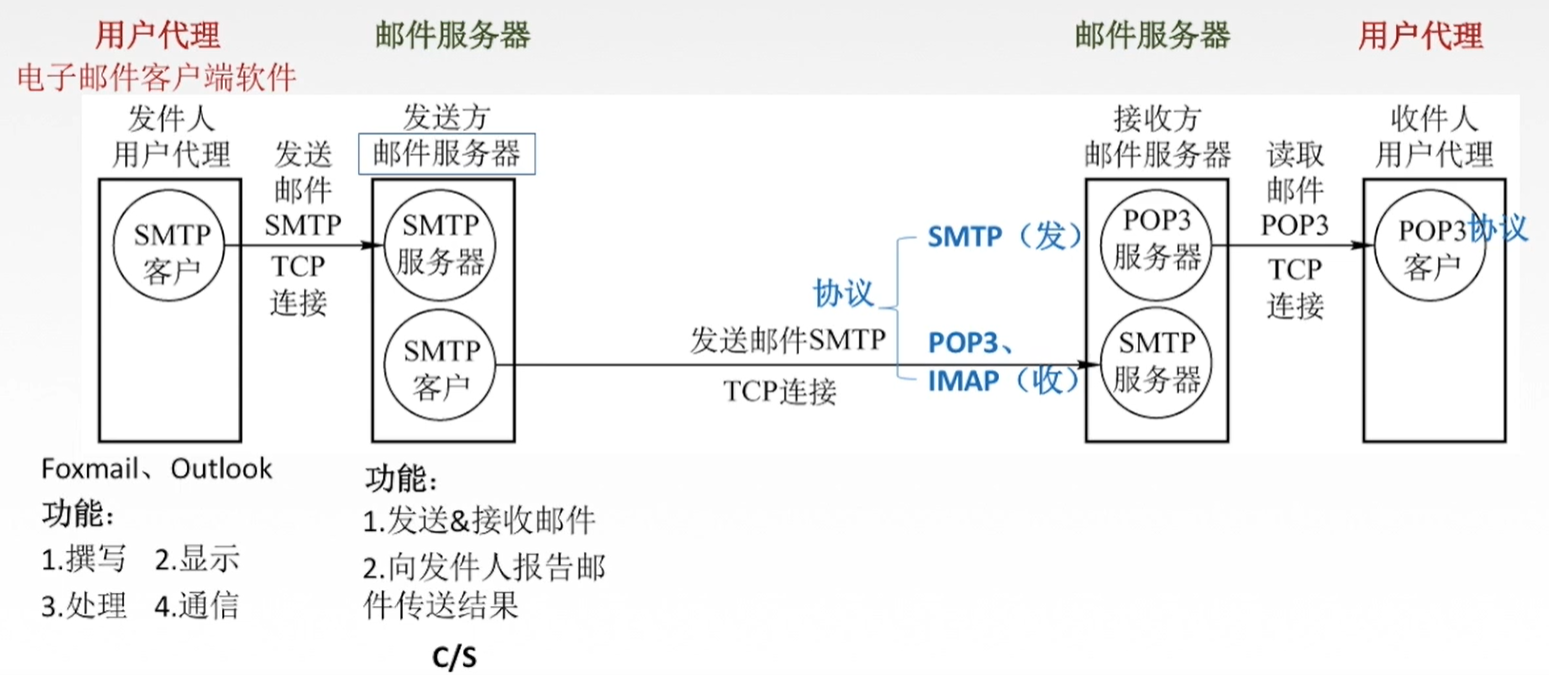 用户代理
邮件服务器
邮件服务器
用户代理
电子邮件客户端软件
发件人
用户代理
发送
邮件
SMTP
TCP
连接
发送方
邮件服务器
接收方
邮件服务器
读取
邮件
POP3
TCP
连接
收件人
用户代理
SMTP
客户
SMTP
服务器
SMTP
客户
协议
SMTP（发）
POP3、
IMAP（收）
发送邮件SMTP
TCP连接
POP3
服务器
SMTP
服务器
POP3协议
客户
Foxmail、Outlook
功能：
1.撰写 2.显示
3.处理 4.通信
功能：
1.发送&接收邮件
2.向发件人报告邮
件传送结果
C/S